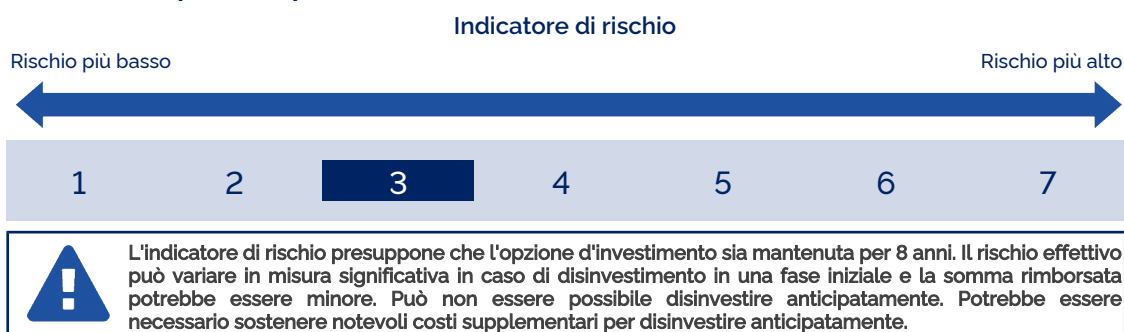 Indicatore di rischio
Rischio più basso
Rischio più alto
1 2 3 4 5 6 7
L'indicatore di rischio presuppone che l'opzione d'investimento sia mantenuta per 8 anni. Il rischio effettivo
può variare in misura significativa in caso di disinvestimento in una fase iniziale e la somma rimborsata
potrebbe essere minore. Può non essere possibile disinvestire anticipatamente. Potrebbe essere
necessario sostenere notevoli costi supplementari per disinvestire anticipatamente.